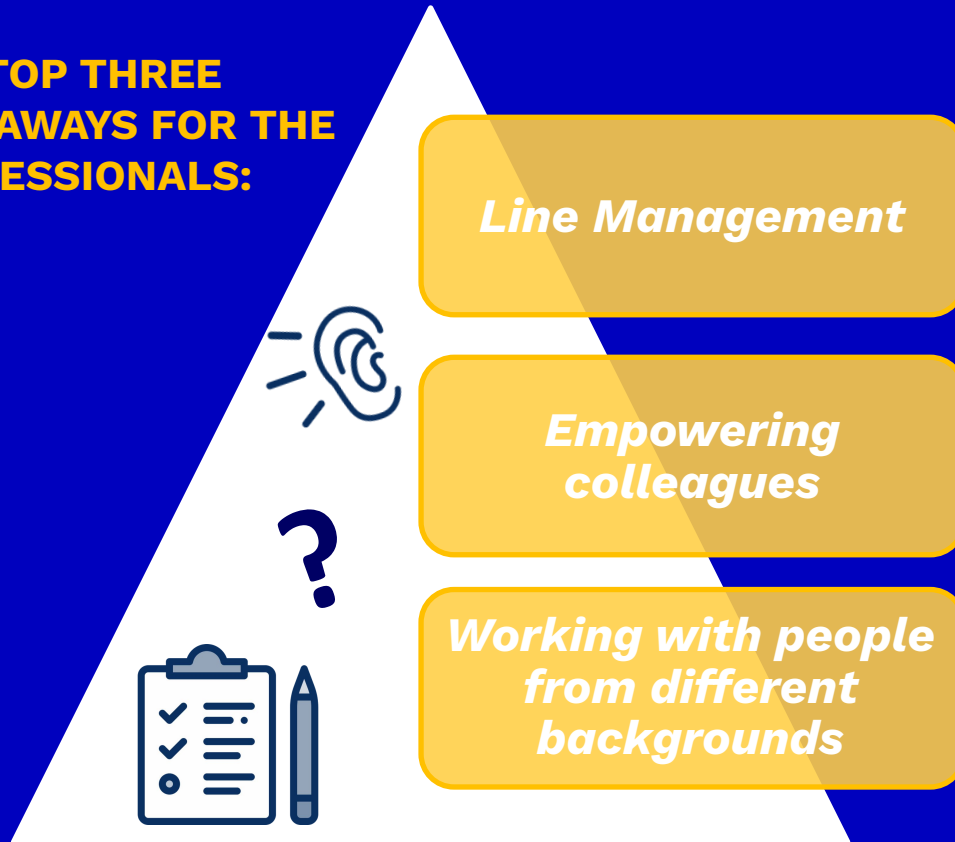 TOP THREE
AWAYS FOR THE
ESSIONALS:
Line Management
Empowering
colleagues
?
Working with people
from different
backgrounds